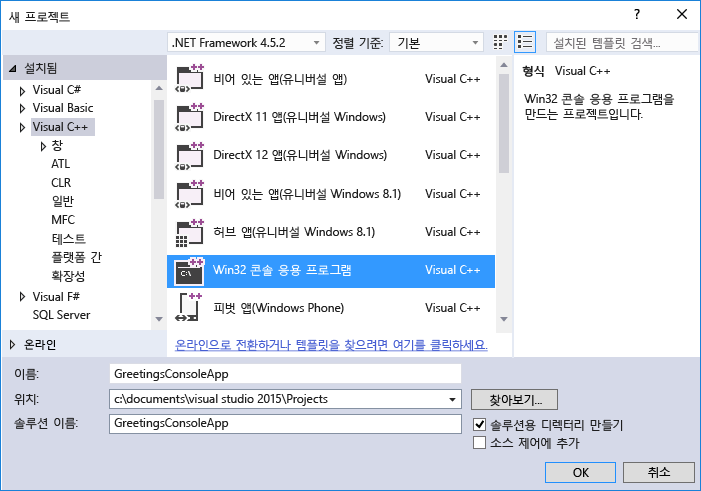 새 프로젝트
? ×
.NET Framework 4.5.2 정렬 기준: 기본 설치된 템플릿 검색...
설치됨
Visual C#
Visual Basic
Visual C++
창
ATL
CLR
일반
MFC
테스트
플랫폼 간
확장성
Visual F#
SQL Server
온라인
비어 있는 앱(유니버설 앱) Visual C++
DirectX 11 앱(유니버설 Windows) Visual C++
DirectX 12 앱(유니버설 Windows) Visual C++
비어 있는 앱(유니버설 Windows 8.1) Visual C++
허브 앱(유니버설 Windows 8.1) Visual C++
Win32 콘솔 응용 프로그램 Visual C++
피벗 앱(Windows Phone) Visual C++
온라인으로 전환하거나 템플릿을 찾으려면 여기를 클릭하세요.
형식 Visual C++
Win32 콘솔 응용 프로그램을
만드는 프로젝트입니다.
이름: GreetingsConsoleApp
위치: c:\documents\visual studio 2015\Projects 찾아보기...
솔루션 이름: GreetingsConsoleApp 솔루션용 디렉터리 만들기
소스 제어에 추가
OK 취소